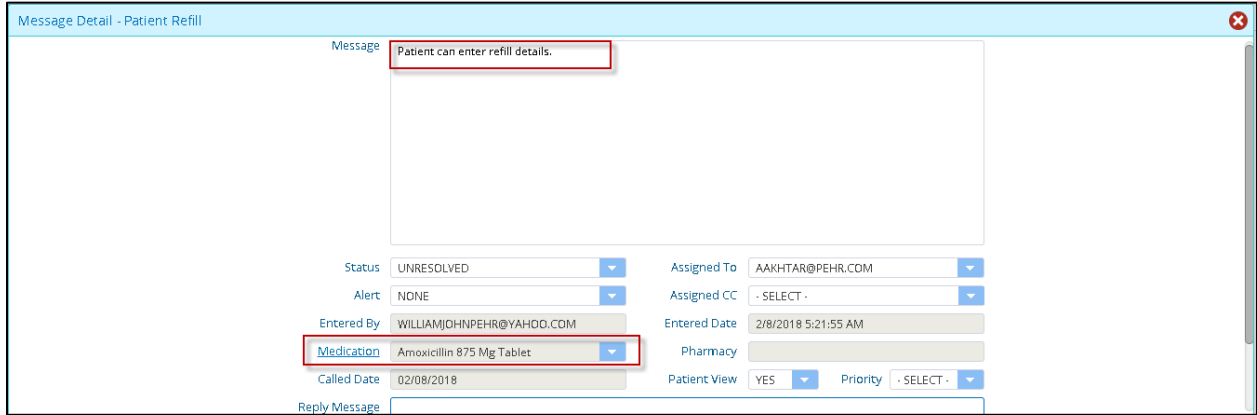 Message Detail - Patient Refill
Message Patient can enter refill details.
Status UNRESOLVED Assigned To AAKHTAR@PEHR.COM
Alert NONE Assigned CC - SELECT -
Entered By WILLIAMJOHNPEHR@YAHOO.COM Entered Date 2/8/2018 5:21:55 AM
Medication Amoxicillin 875 Mg Tablet Pharmacy
Called Date 02/08/2018 Patient View YES Priority - SELECT -
Reply Message